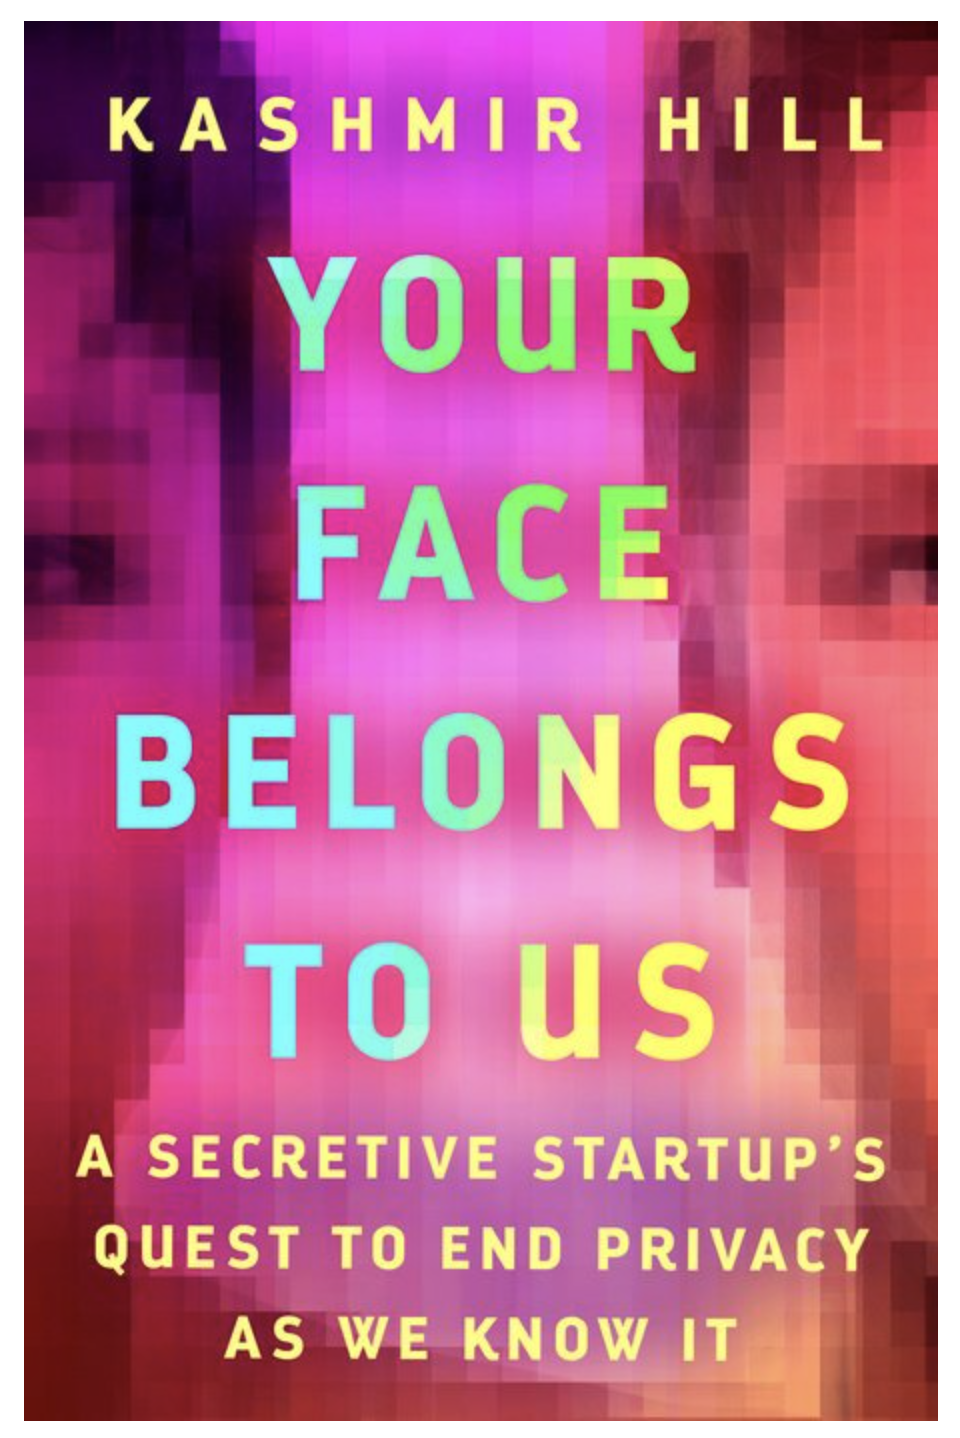 KASHMIR HILL
YOUR
FACE
BELONGS
TO US
A SECRETIVE STARTUP’S
QUEST TO END PRIVACY
AS WE KNOW IT